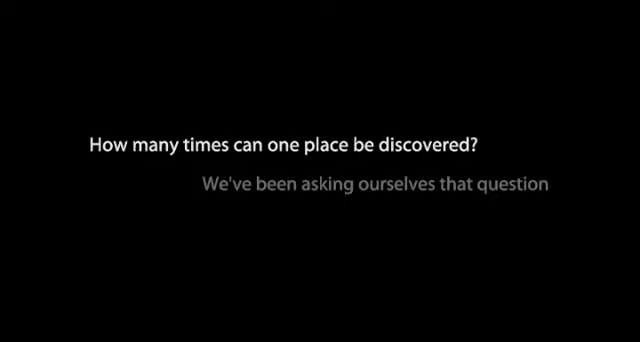 How many times can one place be discovered?
We've been asking ourselves that question